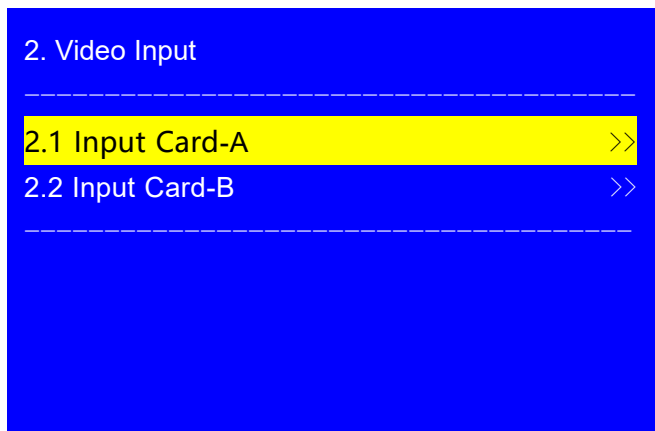 2. Video Input
2.1 Input Card-A >>
2.2 Input Card-B >>